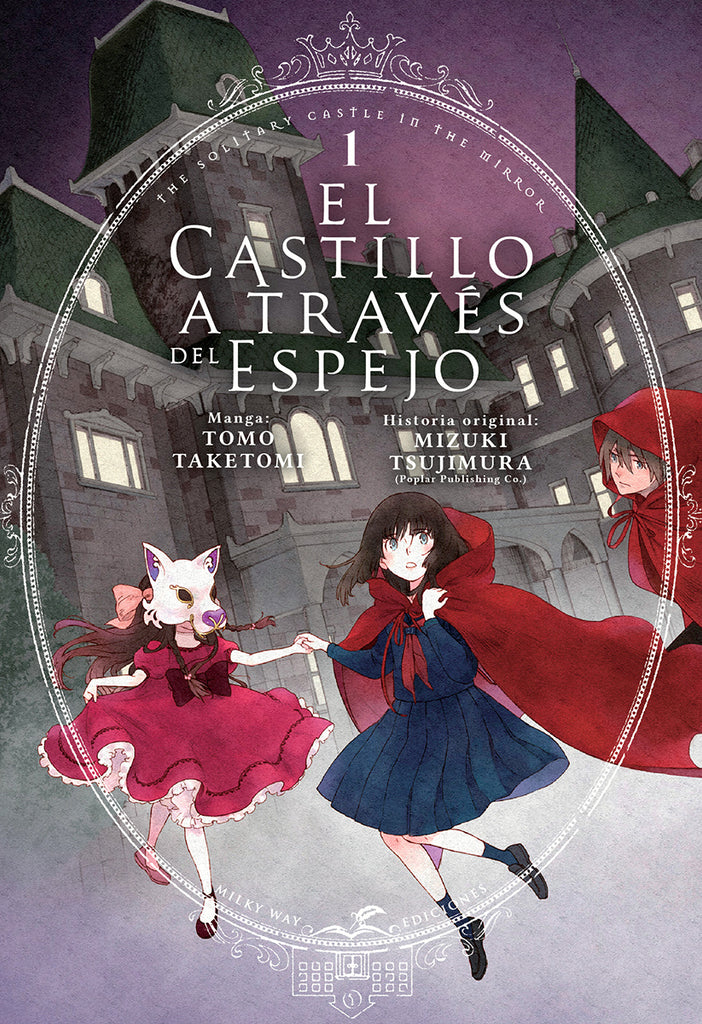 THE SOLITARY CASTLE IN THE MIRROR
1
EL
CASTILLO
A TRAVÉS
DEL ESPEJO
Manga:
TOMO
TAKETOMI
Historia original:
MIZUKI
TSUJIMURA
(Poplar Publishing Co.)
MILKY WAY EDICIONES